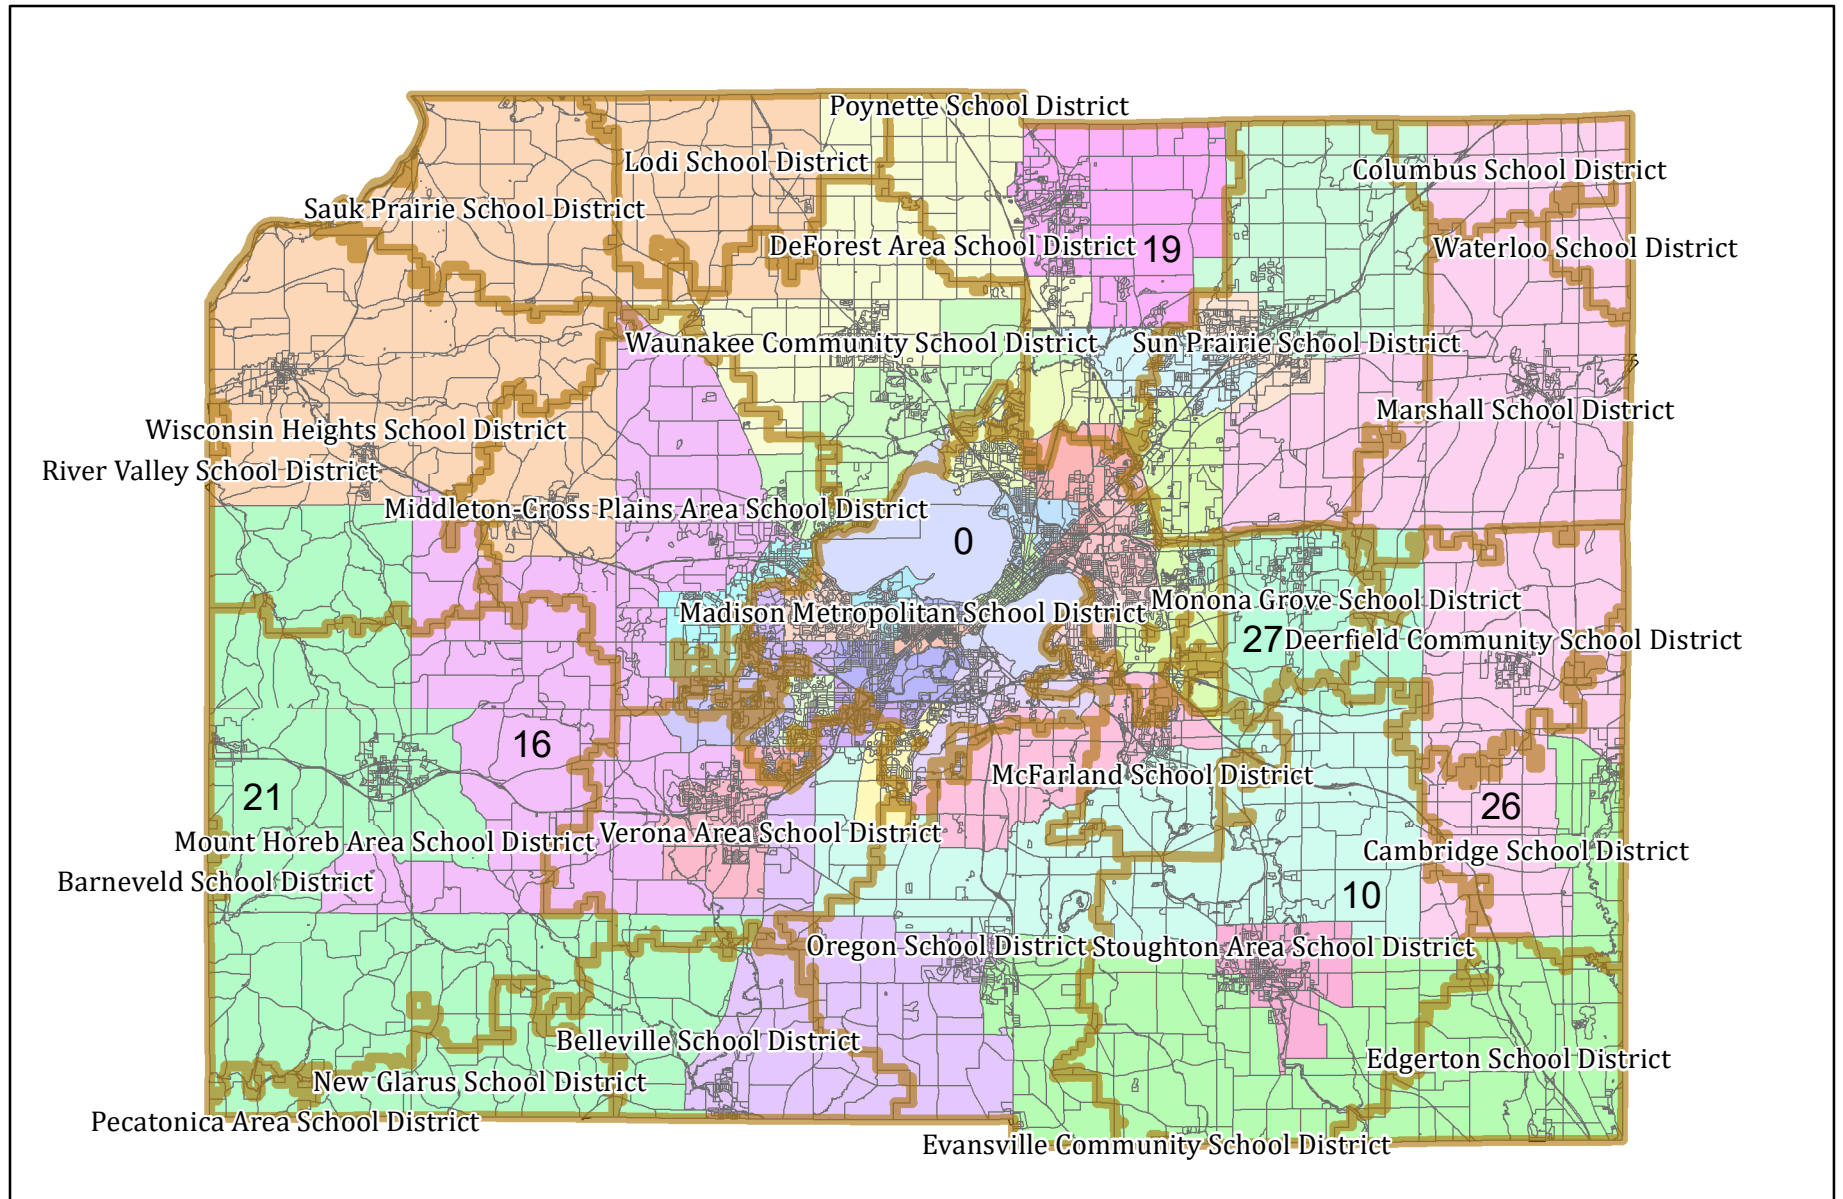 Poynette School District
Lodi School District
Columbus School District
Sauk Prairie School District
DeForest Area School District
19
Waterloo School District
Waunakee Community School District
Sun Prairie School District
Marshall School District
Wisconsin Heights School District
River Valley School District
Middleton-Cross Plains Area School District
0
Madison Metropolitan School District
Monona Grove School District
27
Deerfield Community School District
16
McFarland School District
21
26
Mount Horeb Area School District
Verona Area School District
Cambridge School District
Barneveld School District
10
Oregon School District
Stoughton Area School District
Belleville School District
Edgerton School District
New Glarus School District
Pecatonica Area School District
Evansville Community School District